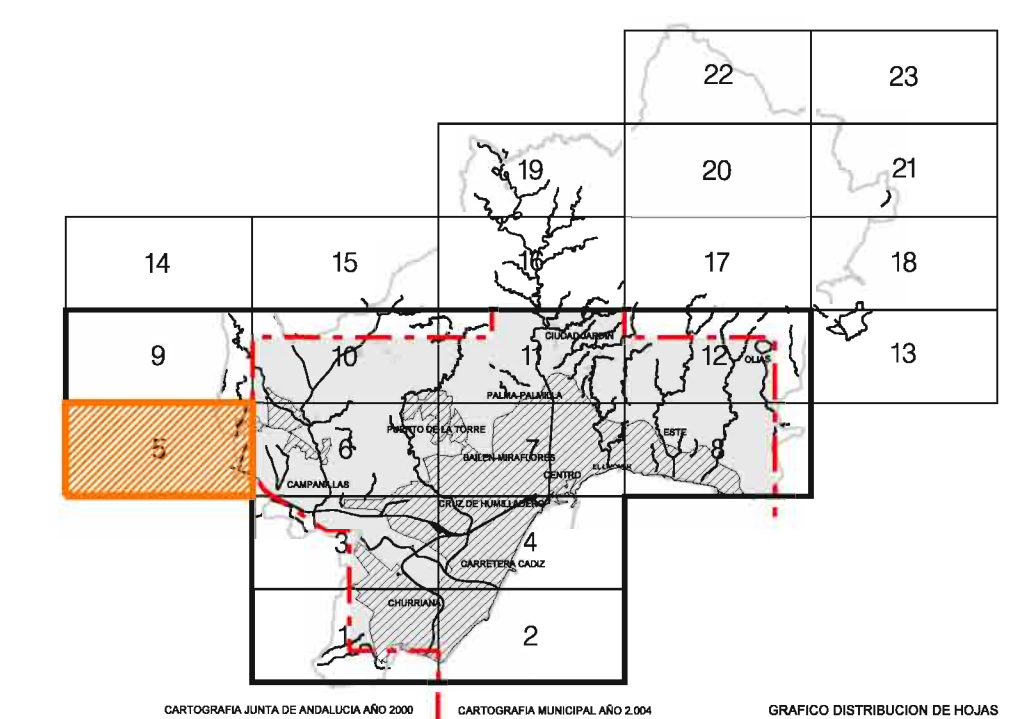 22 23
19 20 21
14 15 16 17 18
CIUDAD JARDIN
9 10 11 12 13
OLIAS
PALMA-PALMILLA
PUERTO DE LA TORRE
ESTE
5 6 7 8
BAILEN-MIRAFLORES
CENTRO
CAMPANILLAS
CRUZ DE HUMILLADERO
3 4
CARRETERA CADIZ
CHURRIANA
1 2
CARTOGRAFIA JUNTA DE ANDALUCIA AÑO 2000 CARTOGRAFIA MUNICIPAL AÑO 2.004 GRAFICO DISTRIBUCION DE HOJAS